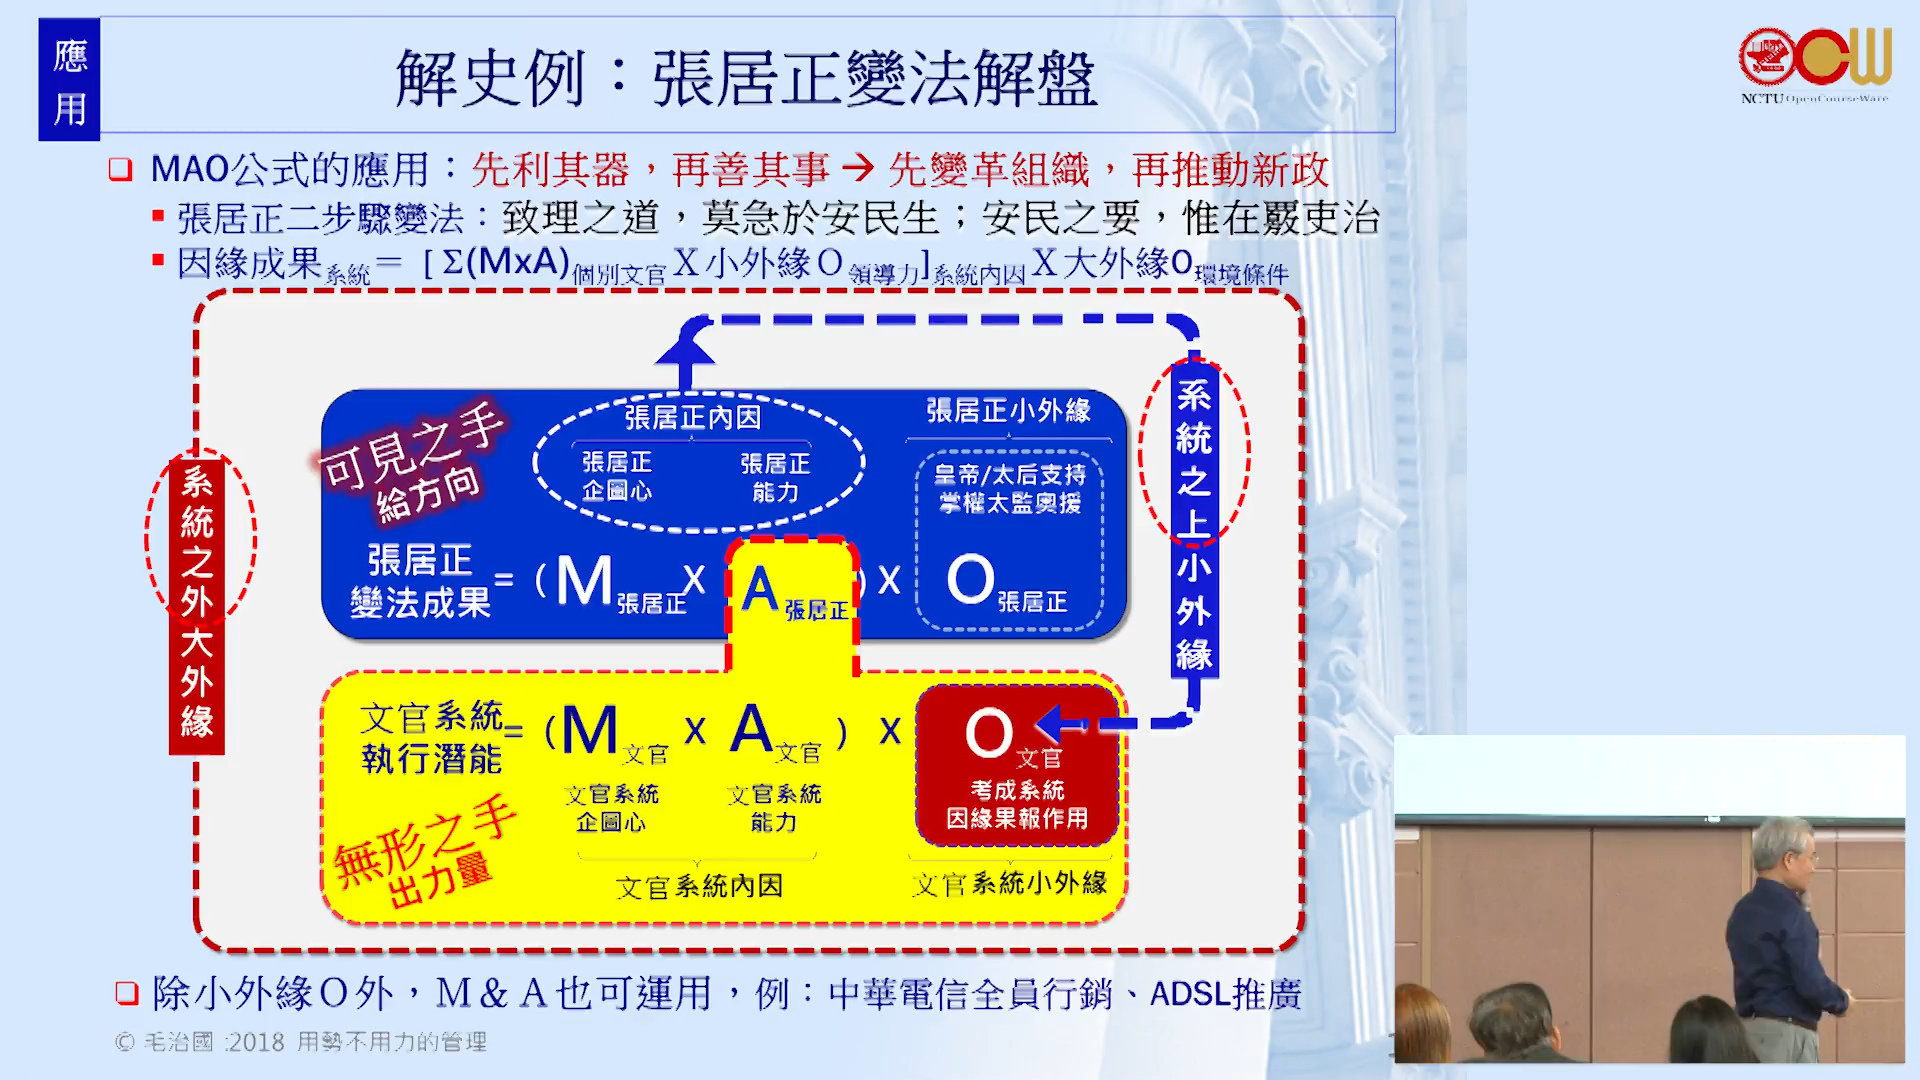 應用
解史例：張居正變法解盤
NCTU OpenCourseWare
MAO公式的應用：先利其器，再善其事→先變革組織，再推動新政
張居正二步驟變法：致理之道，莫急於安民生；安民之要，惟在覈吏治
因緣成果系統＝［Σ(MxA)個別文官Ｘ小外緣Ｏ領導力]系統內因Ｘ大外緣O環境條件
系統之外大外緣
系統之上小外緣
可見之手
給方向
張居正內因
張居正小外緣
張居正企圖心
張居正能力
皇帝/太后支持
掌權太監奧援
張居正
變法成果
= (M張居正X A張居正) X O張居正
文官系統
執行潛能
= (M文官 X A文官) X O文官
考成系統
因緣果報作用
文官系統
企圖心
文官系統
能力
無形之手
出力量
文官系統內因
文官系統小外緣
除小外緣Ｏ外，Ｍ＆Ａ也可運用，例：中華電信全員行銷、ADSL推廣
© 毛治國 :2018 用勢不用力的管理